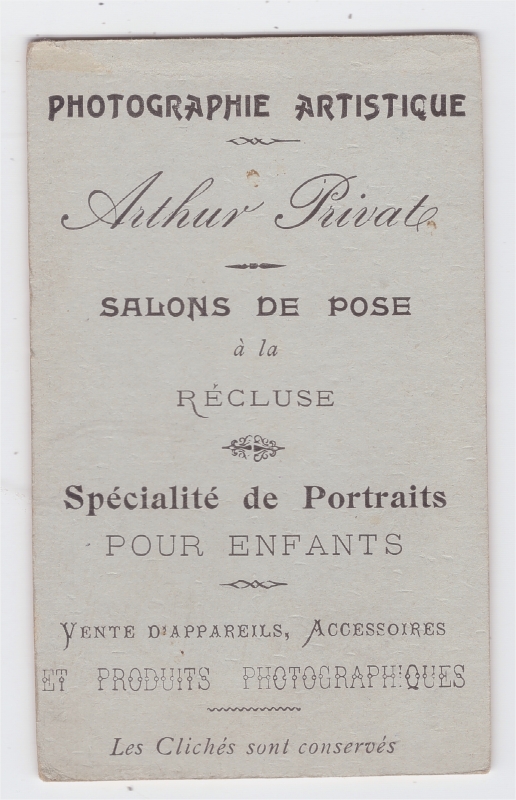 PHOTOGRAPHIE ARTISTIQUE
Arthur Privat
SALONS DE POSE
à la
RÉCLUSE
Spécialité de Portraits
POUR ENFANTS
VENTE D'APPAREILS, ACCESSOIRES
ET PRODUITS PHOTOGRAPHIQUES
Les Clichés sont conservés